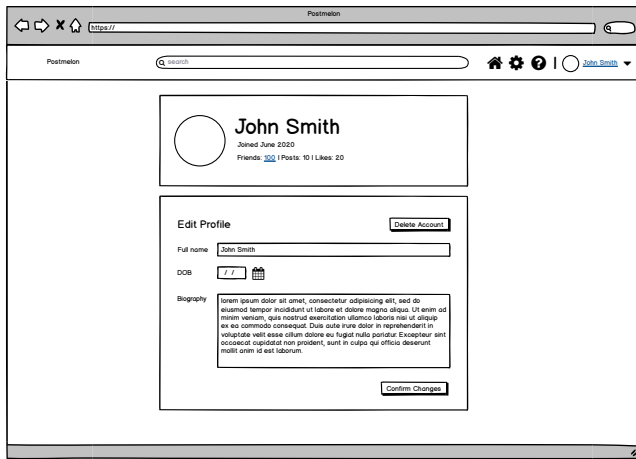 Postmelon
https://
Postmelon
search
John Smith
John Smith
Joined June 2020
Friends: 100 | Posts: 10 | Likes: 20
Edit Profile
Delete Account
Full name
John Smith
DOB
/ /
Biography
lorem ipsum dolor sit amet, consectetur adipisicing elit, sed do
eiusmod tempor incididunt ut labore et dolore magna aliqua. Ut enim ad
minim veniam, quis nostrud exercitation ullamco laboris nisi ut aliquip
ex ea commodo consequat. Duis aute irure dolor in reprehenderit in
voluptate velit esse cillum dolore eu fugiat nulla pariatur. Excepteur sint
occaecat cupidatat non proident, sunt in culpa qui officia deserunt
mollit anim id est laborum.
Confirm Changes